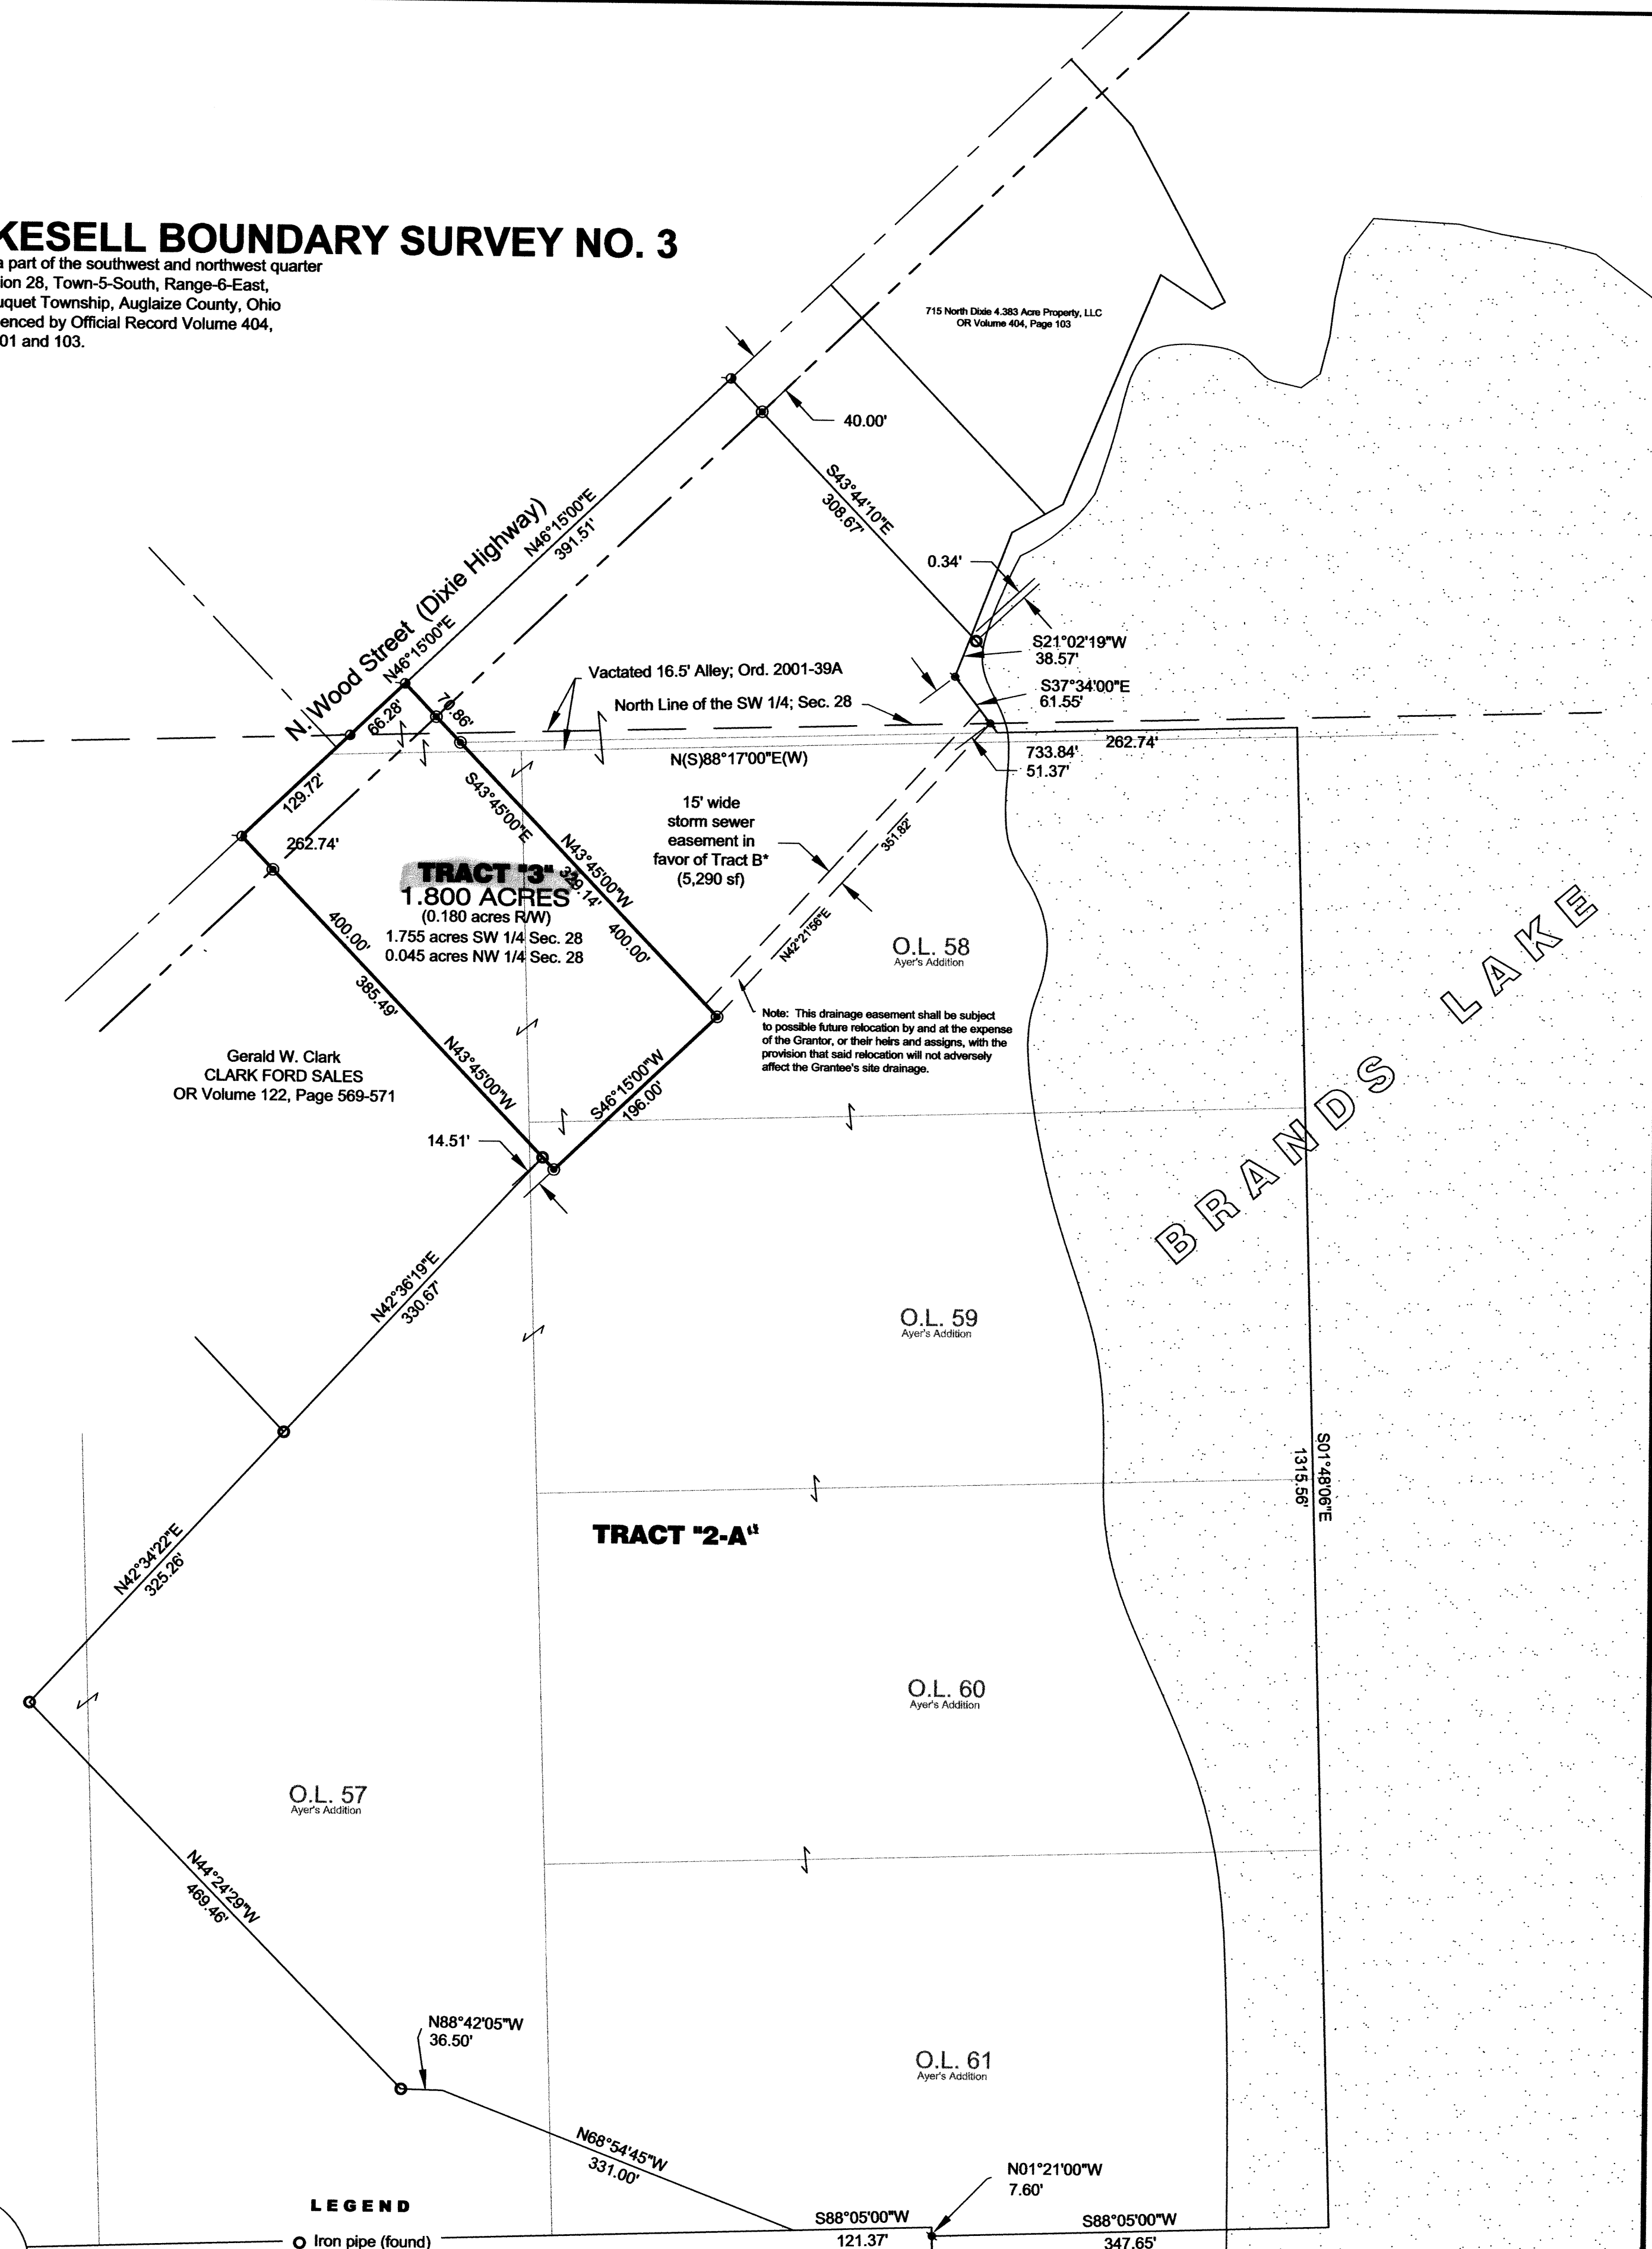 KESELL BOUNDARY SURVEY NO. 3
a part of the southwest and northwest quarter
ion 28, Town-5-South, Range-6-East,
uquet Township, Auglaize County, Ohio
enced by Official Record Volume 404,
01 and 103.
715 North Dixie 4.383 Acre Property, LLC
OR Volume 404, Page 103
40.00'
S43°44'10"E
308.67'
N46°15'00"E
391.51'
N. Wood Street (Dixie Highway)
N46°15'00"E
0.34'
S21°02'19"W
38.57'
Vactated 16.5' Alley; Ord. 2001-39A
S37°34'00"E
61.55'
North Line of the SW 1/4; Sec. 28
66.28'
70.86'
262.74'
733.84'
51.37'
N(S)88°17'00"E(W)
129.72'
262.74'
S43°45'00"E
329.14'
15' wide
storm sewer
easement in
favor of Tract B*
(5,290 sf)
351.82'
N42°21'56"E
TRACT "3"
1.800 ACRES
(0.180 acres R/W)
1.755 acres SW 1/4 Sec. 28
0.045 acres NW 1/4 Sec. 28
N43°45'00"W
400.00'
400.00'
385.49'
N43°45'00"W
O.L. 58
Ayer's Addition
BRANDS LAKE
Note: This drainage easement shall be subject
to possible future relocation by and at the expense
of the Grantor, or their heirs and assigns, with the
provision that said relocation will not adversely
affect the Grantee's site drainage.
Gerald W. Clark
CLARK FORD SALES
OR Volume 122, Page 569-571
S46°15'00"W
196.00'
14.51'
N42°36'19"E
330.67'
O.L. 59
Ayer's Addition
S01°48'06"E
1315.56'
TRACT "2-A"
N42°34'22"E
325.26'
O.L. 60
Ayer's Addition
O.L. 57
Ayer's Addition
N44°24'29"W
469.46'
N88°42'05"W
36.50'
O.L. 61
Ayer's Addition
N68°54'45"W
331.00'
N01°21'00"W
7.60'
LEGEND
S88°05'00"W
121.37'
S88°05'00"W
347.65'
Iron pipe (found)